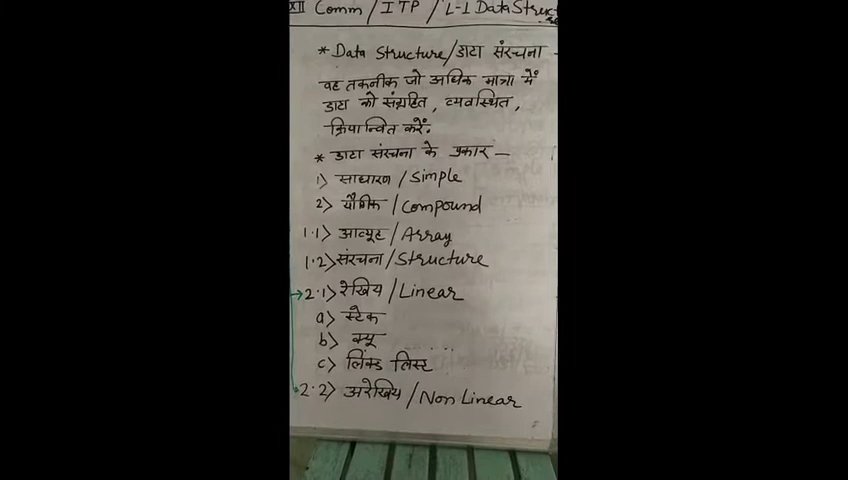 XII Comm / ITP / L-1 Data Struc
* Data Structure/डाटा संरचना -
वह तकनीक जो अधिक मात्रा में
डाटा को संग्रहित, व्यवस्थित,
क्रियान्वित करें.
* डाटा संरचना के प्रकार —
1> साधारण / Simple
2> यौगिक / Compound
1.1> आव्यूह / Array
1.2> संरचना / Structure
2.1> रेखिय / Linear
a> स्टेक
b> क्यू
c> लिंक्ड लिस्ट
2.2> अरेखिय / Non Linear